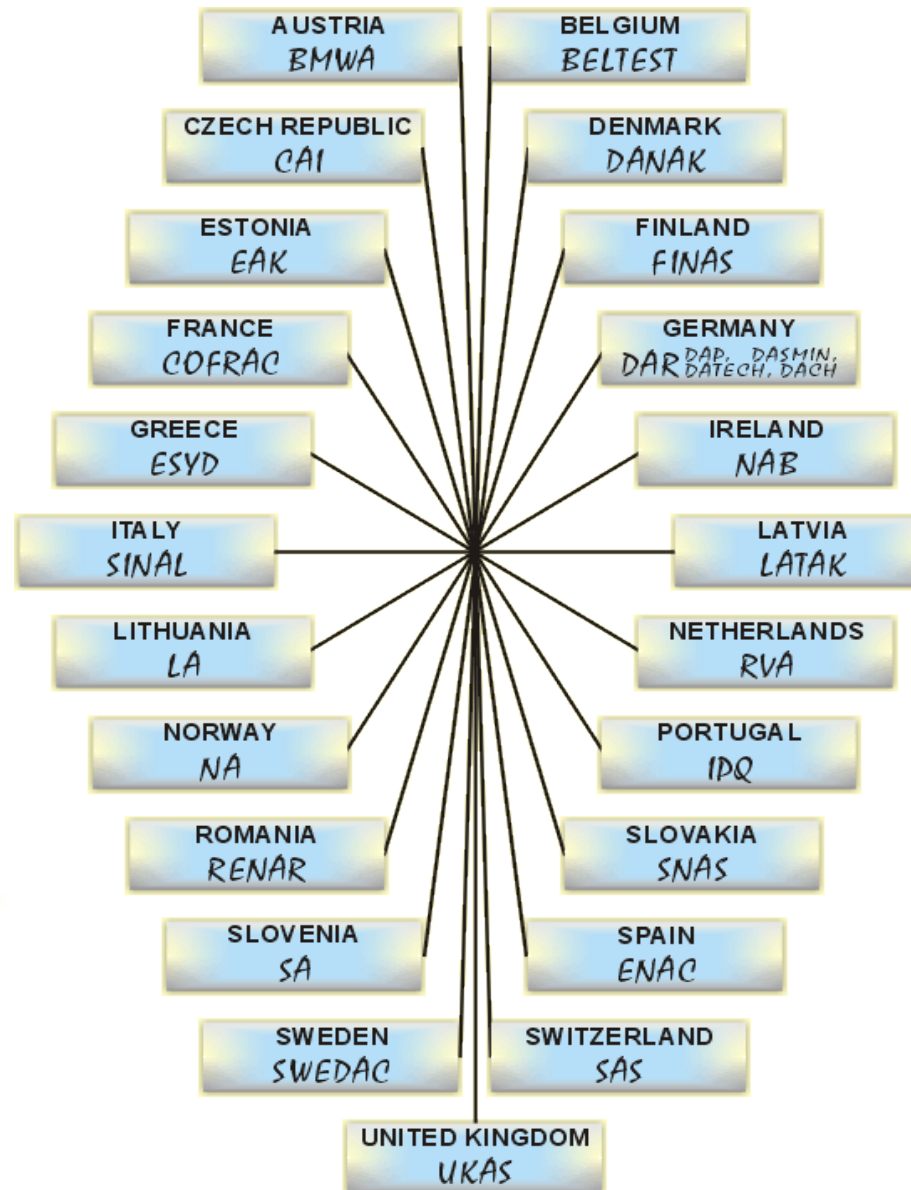 AUSTRIA
BMWA
BELGIUM
BELTEST
CZECH REPUBLIC
CAI
DENMARK
DANAK
ESTONIA
EAK
FINLAND
FINAS
FRANCE
COFRAC
GERMANY
DAR DAP, DASMIN,
DATECH, DACH
GREECE
ESYD
IRELAND
NAB
ITALY
SINAL
LATVIA
LATAK
LITHUANIA
LA
NETHERLANDS
RVA
NORWAY
NA
PORTUGAL
IDQ
ROMANIA
RENAR
SLOVAKIA
SNAS
SLOVENIA
SA
SPAIN
ENAC
SWEDEN
SWEDAC
SWITZERLAND
SAS
UNITED KINGDOM
UKAS